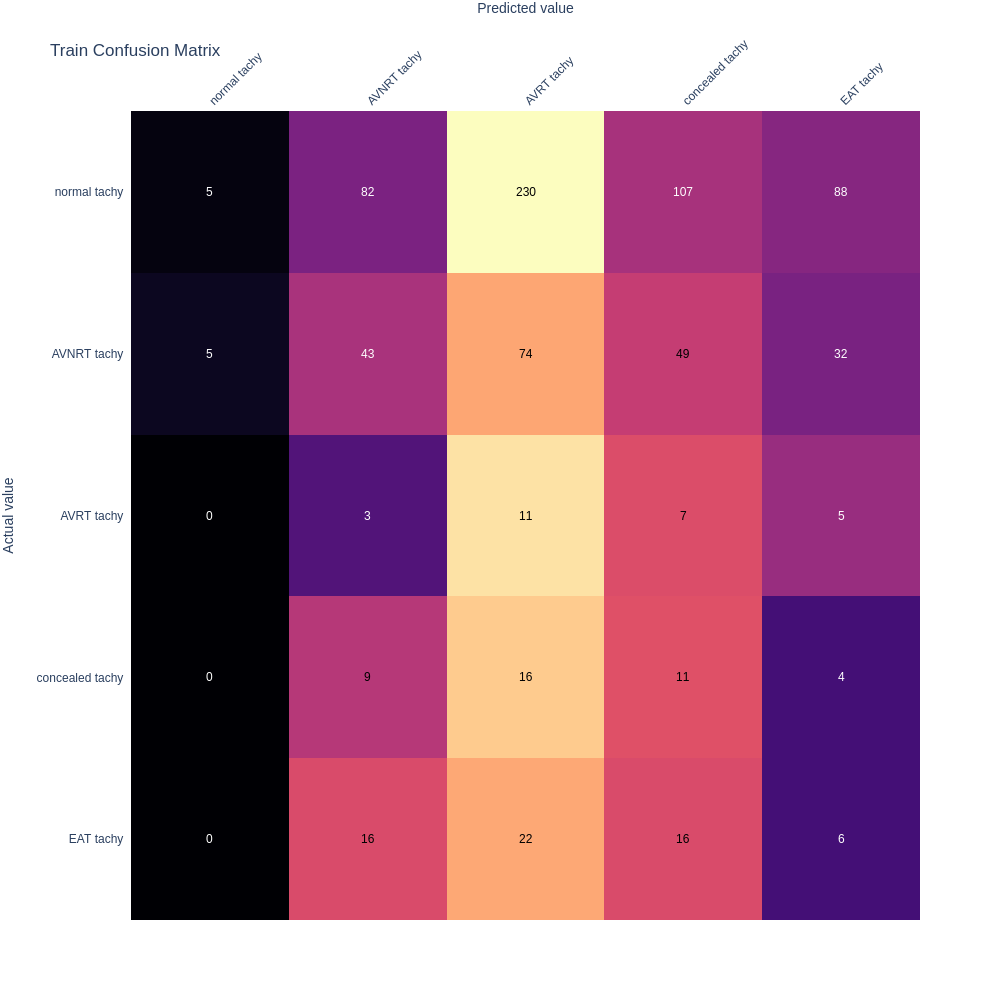 Predicted value
Train Confusion Matrix
normal tachy AVNRT tachy AVRT tachy concealed tachy EAT tachy
normal tachy 5 82 230 107 88
AVNRT tachy 5 43 74 49 32
AVRT tachy 0 3 11 7 5
Actual value
concealed tachy 0 9 16 11 4
EAT tachy 0 16 22 16 6